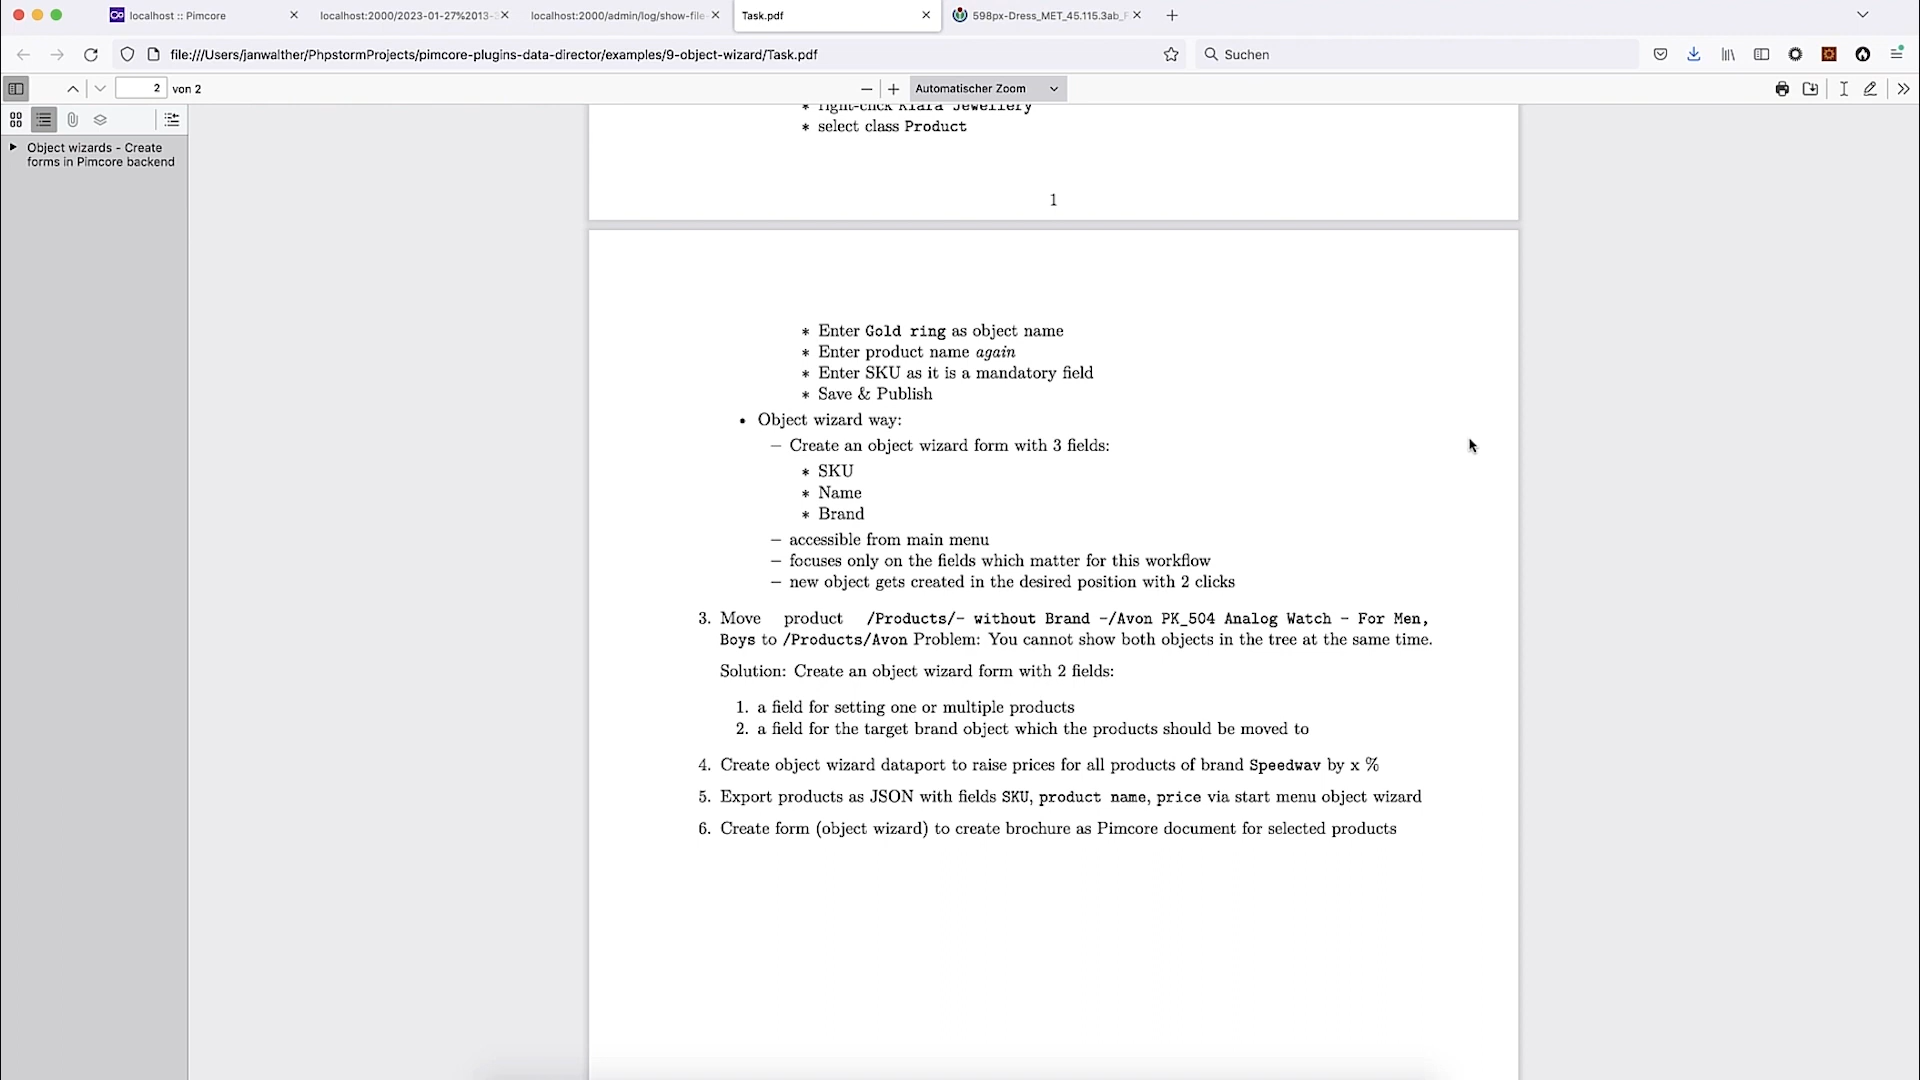 localhost :: Pimcore
localhost:2000/2023-01-27%2013-
localhost:2000/admin/log/show-file-
Task.pdf
598px-Dress_MET_45.115.3ab_F
file:///Users/janwalther/PhpstormProjects/pimcore-plugins-data-director/examples/9-object-wizard/Task.pdf
Suchen
2 von 2
Automatischer Zoom
Object wizards - Create
forms in Pimcore backend
* right-click Klara Jewellery
* select class Product
1
* Enter Gold ring as object name
* Enter product name again
* Enter SKU as it is a mandatory field
* Save & Publish
• Object wizard way:
– Create an object wizard form with 3 fields:
* SKU
* Name
* Brand
– accessible from main menu
– focuses only on the fields which matter for this workflow
– new object gets created in the desired position with 2 clicks
3. Move product /Products/- without Brand -/Avon PK_504 Analog Watch - For Men,
Boys to /Products/Avon Problem: You cannot show both objects in the tree at the same time.
Solution: Create an object wizard form with 2 fields:
1. a field for setting one or multiple products
2. a field for the target brand object which the products should be moved to
4. Create object wizard dataport to raise prices for all products of brand Speedwav by x %
5. Export products as JSON with fields SKU, product name, price via start menu object wizard
6. Create form (object wizard) to create brochure as Pimcore document for selected products